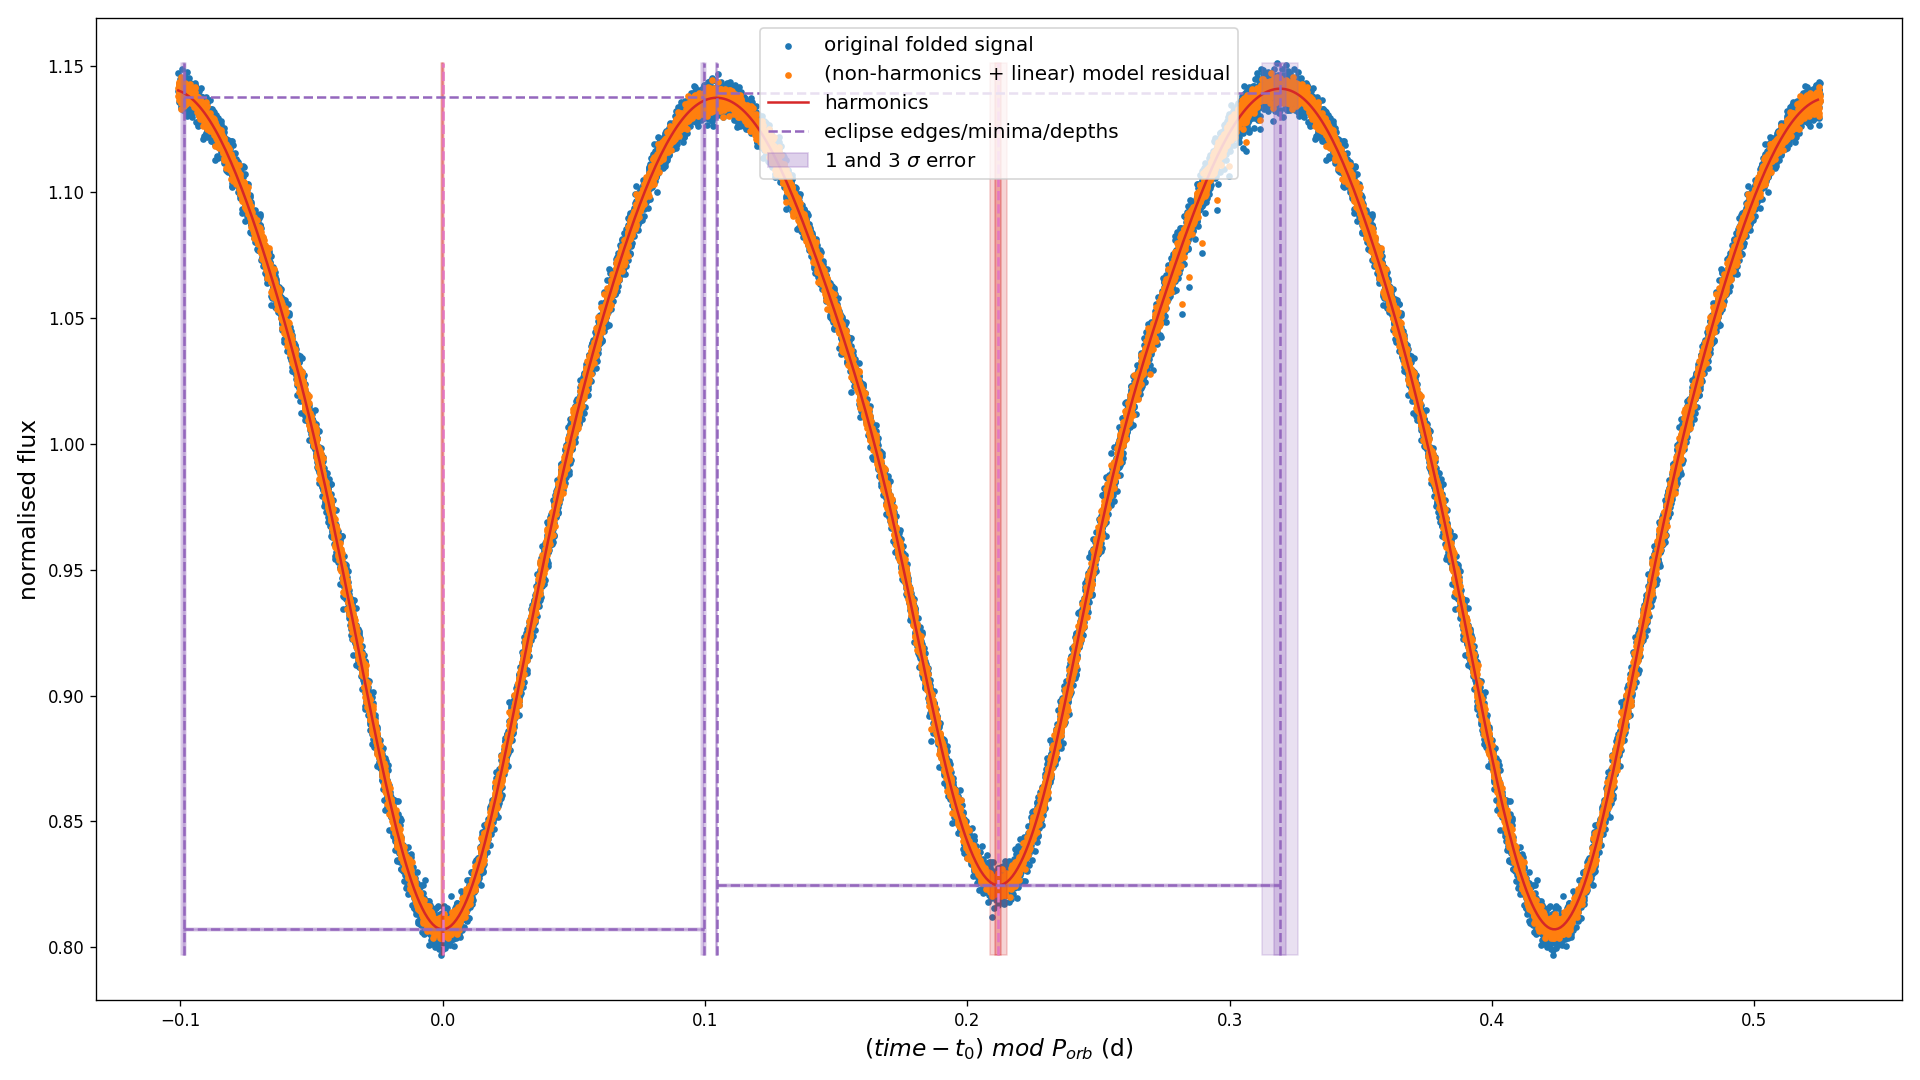 original folded signal
(non-harmonics + linear) model residual
harmonics
eclipse edges/minima/depths
1 and 3 σ error
1.15
1.10
1.05
1.00
0.95
0.90
0.85
0.80
normalised flux
−0.1 0.0 0.1 0.2 0.3 0.4 0.5
(time − t₀) mod Pₒᵣb (d)